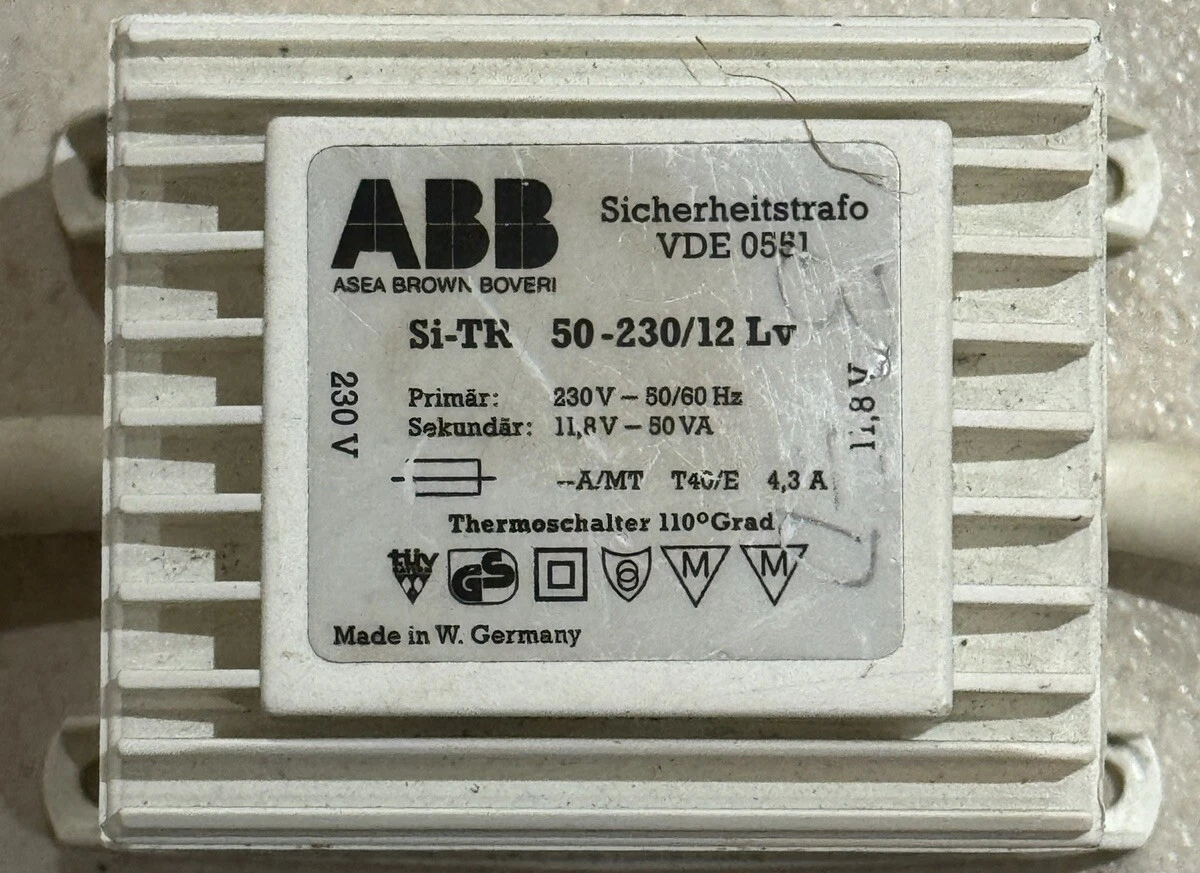 ABB
ASEA BROWN BOVERI
Sicherheitstrafo
VDE 0551
Si-TR 50-230/12 Lv
230 V
Primär: 230 V – 50/60 Hz
Sekundär: 11,8 V – 50 VA
11,8 V
--A/MT T40/E 4,3 A
Thermoschalter 110° Grad
TÜV
GS
M
M
Made in W. Germany